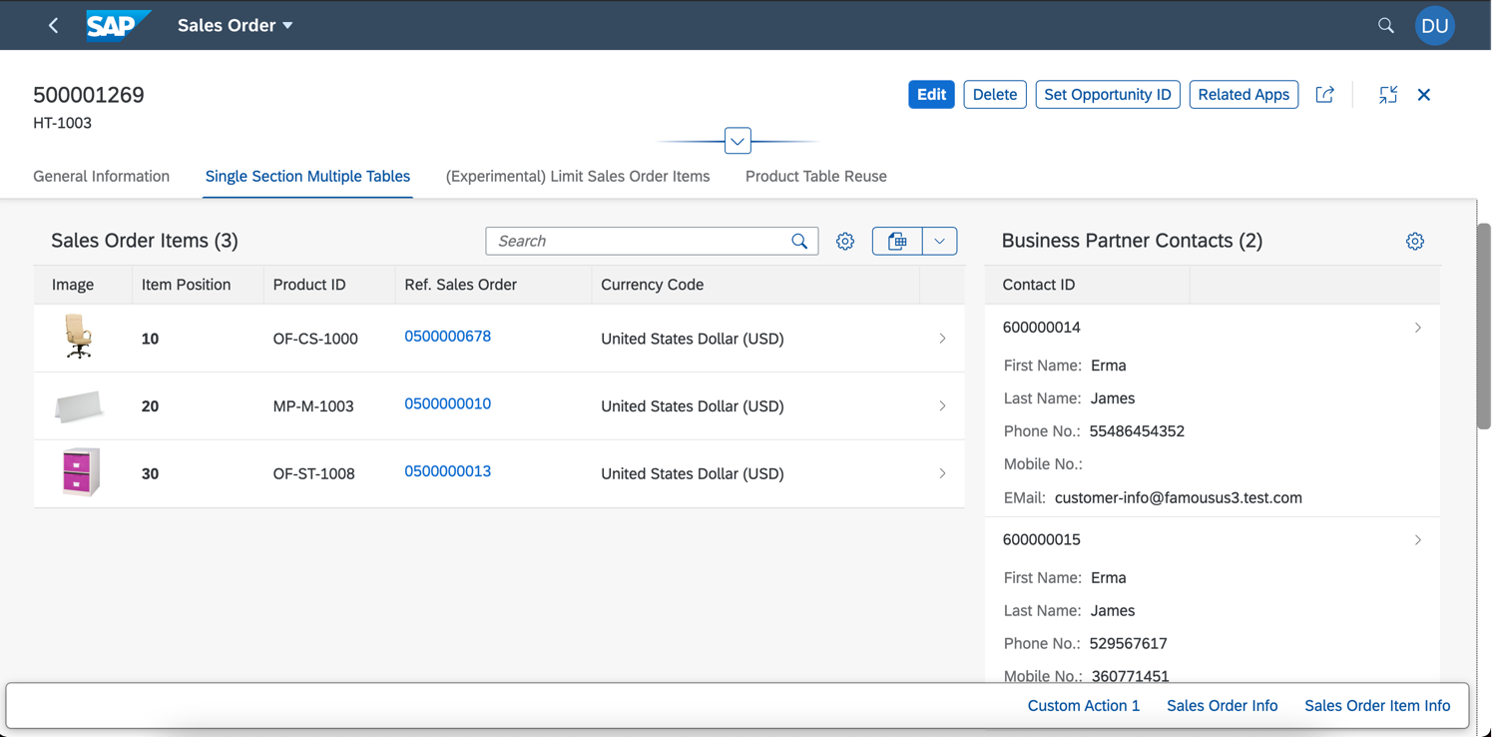 SAP Sales Order
DU
500001269
HT-1003
Edit Delete Set Opportunity ID Related Apps
General Information Single Section Multiple Tables (Experimental) Limit Sales Order Items Product Table Reuse
Sales Order Items (3) Search
Image Item Position Product ID Ref. Sales Order Currency Code
10 OF-CS-1000 0500000678 United States Dollar (USD)
20 MP-M-1003 0500000010 United States Dollar (USD)
30 OF-ST-1008 0500000013 United States Dollar (USD)
Business Partner Contacts (2)
Contact ID
600000014
First Name: Erma
Last Name: James
Phone No.: 55486454352
Mobile No.:
EMail: customer-info@famousus3.test.com
600000015
First Name: Erma
Last Name: James
Phone No.: 529567617
Mobile No.: 360771451
Custom Action 1 Sales Order Info Sales Order Item Info